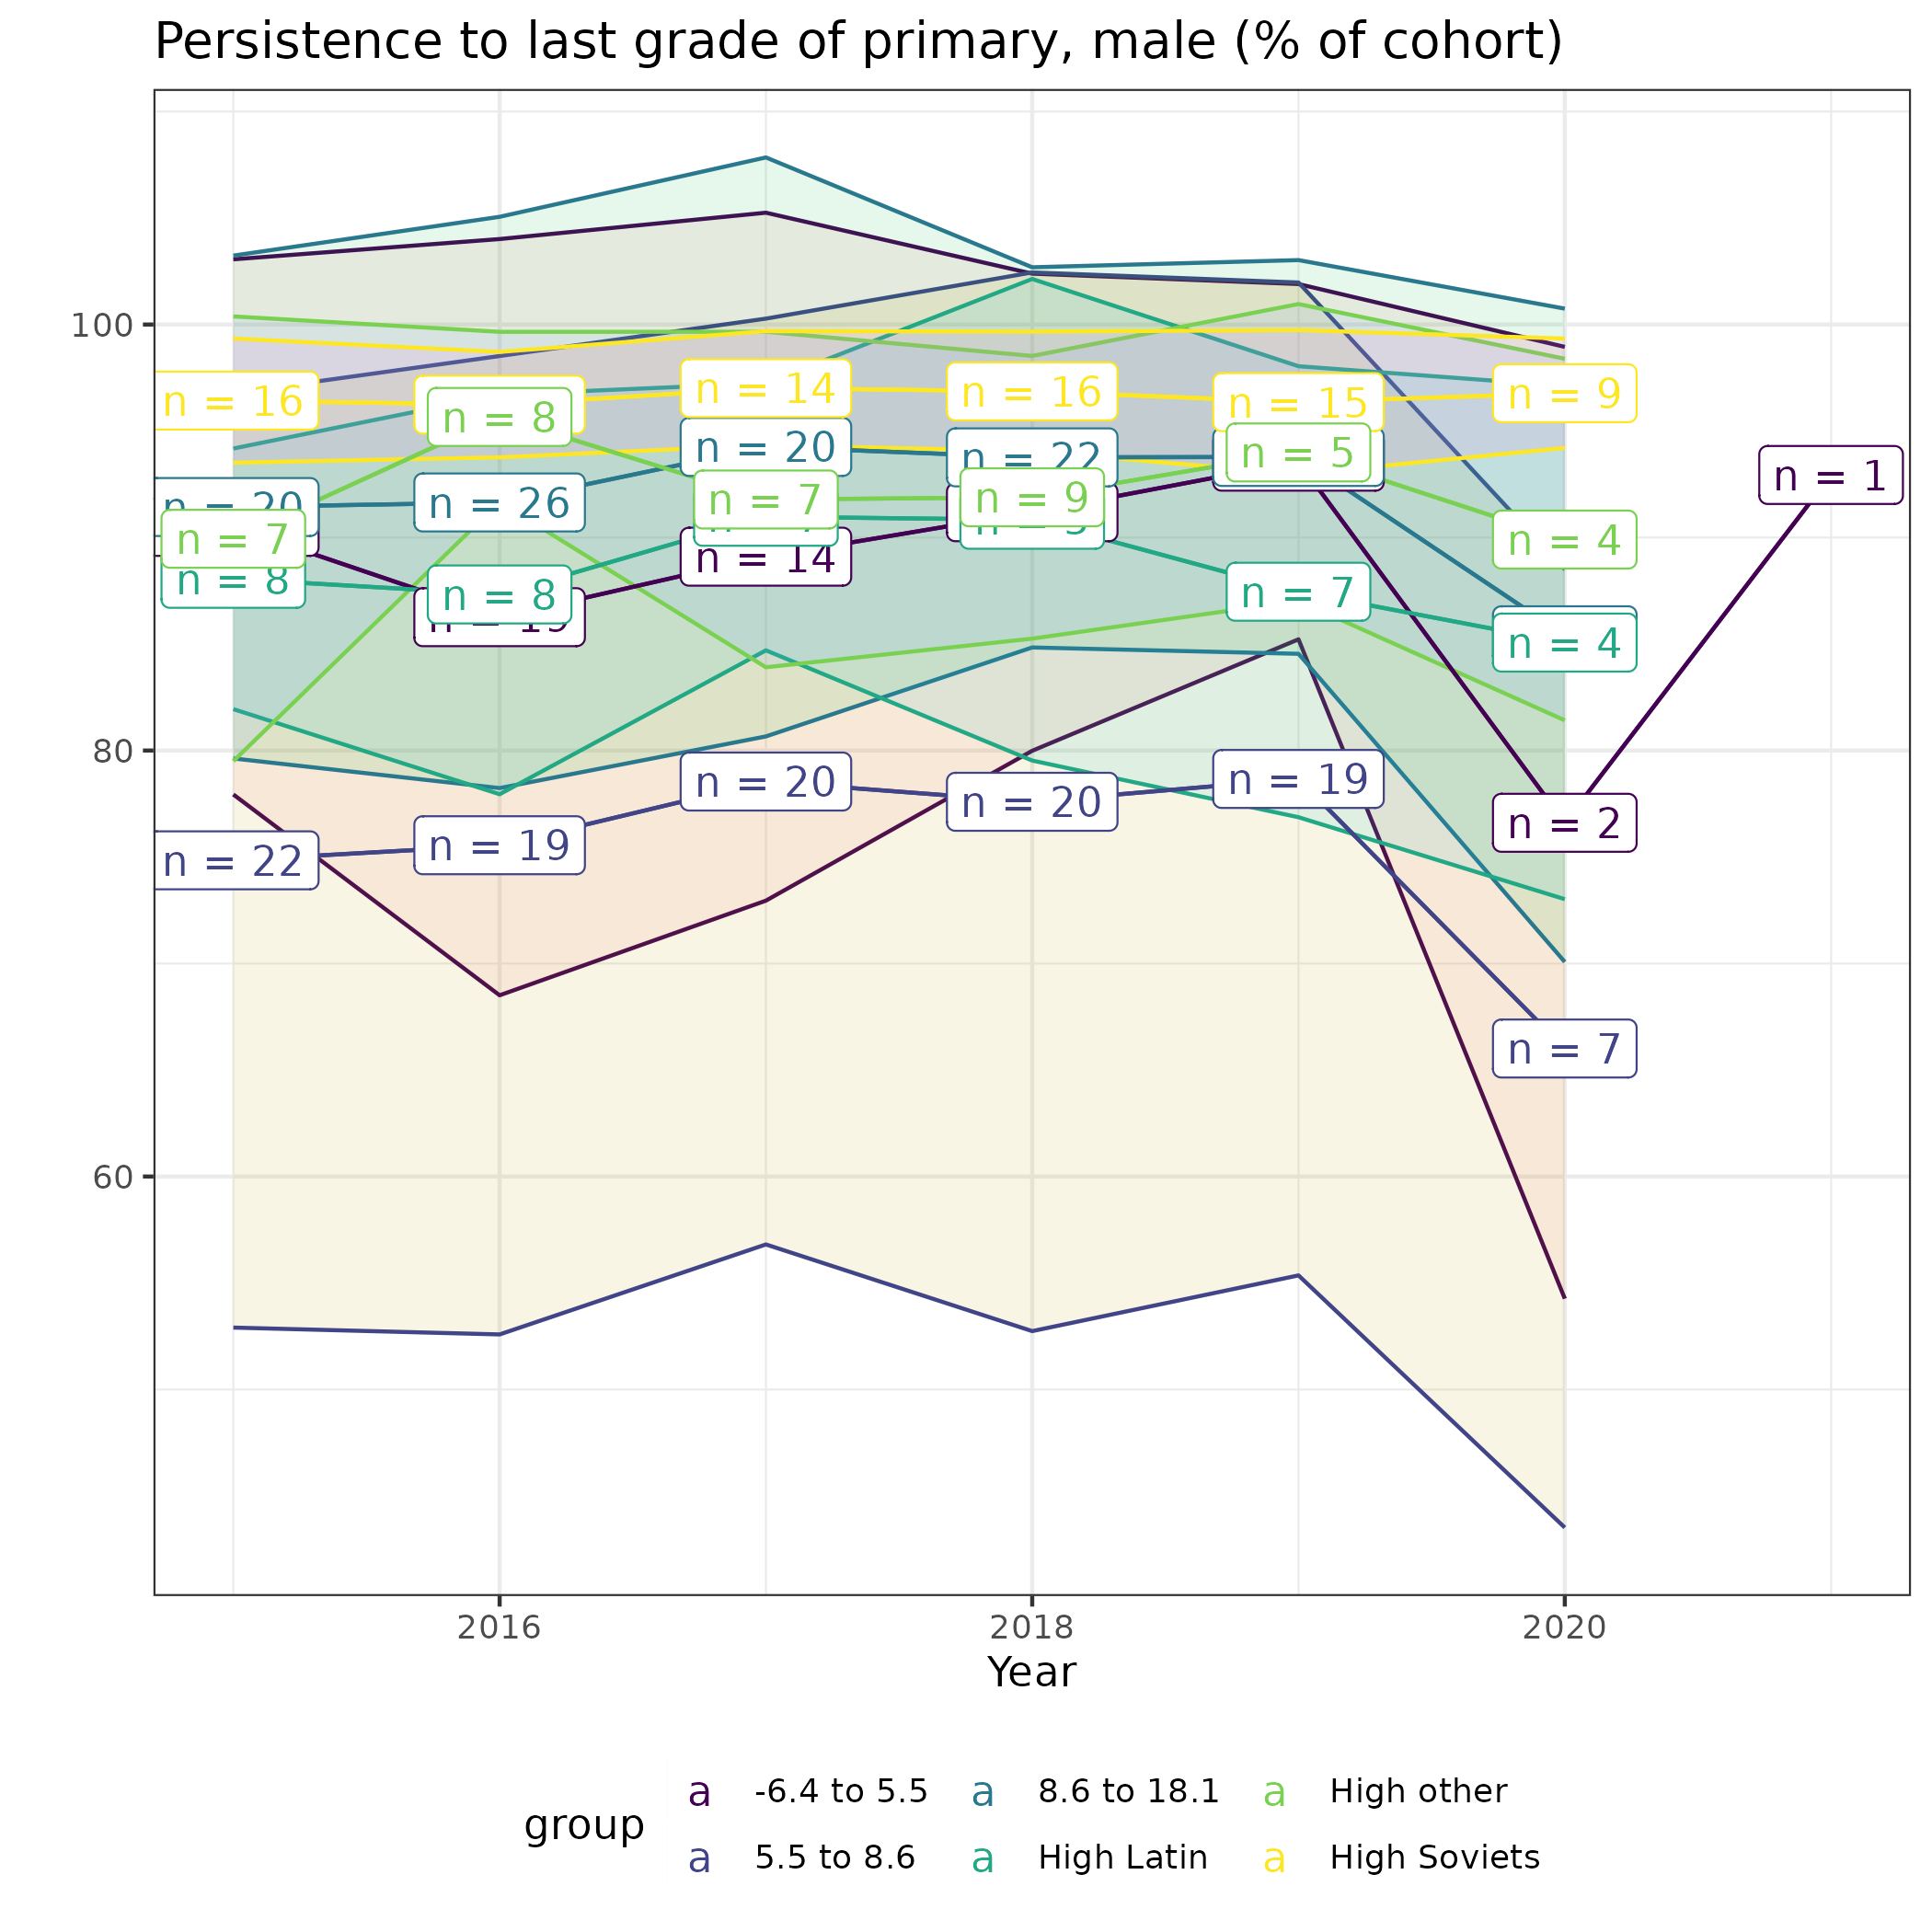 Persistence to last grade of primary, male (% of cohort)
100
80
60
n = 16
n = 20
n = 7
n = 8
n = 22
n = 8
n = 26
n = 8
n = 19
n = 14
n = 20
n = 7
n = 14
n = 20
n = 16
n = 22
n = 9
n = 20
n = 15
n = 5
n = 7
n = 19
n = 9
n = 4
n = 4
n = 2
n = 7
n = 1
2016
2018
2020
Year
group
a -6.4 to 5.5
a 8.6 to 18.1
a High other
a 5.5 to 8.6
a High Latin
a High Soviets